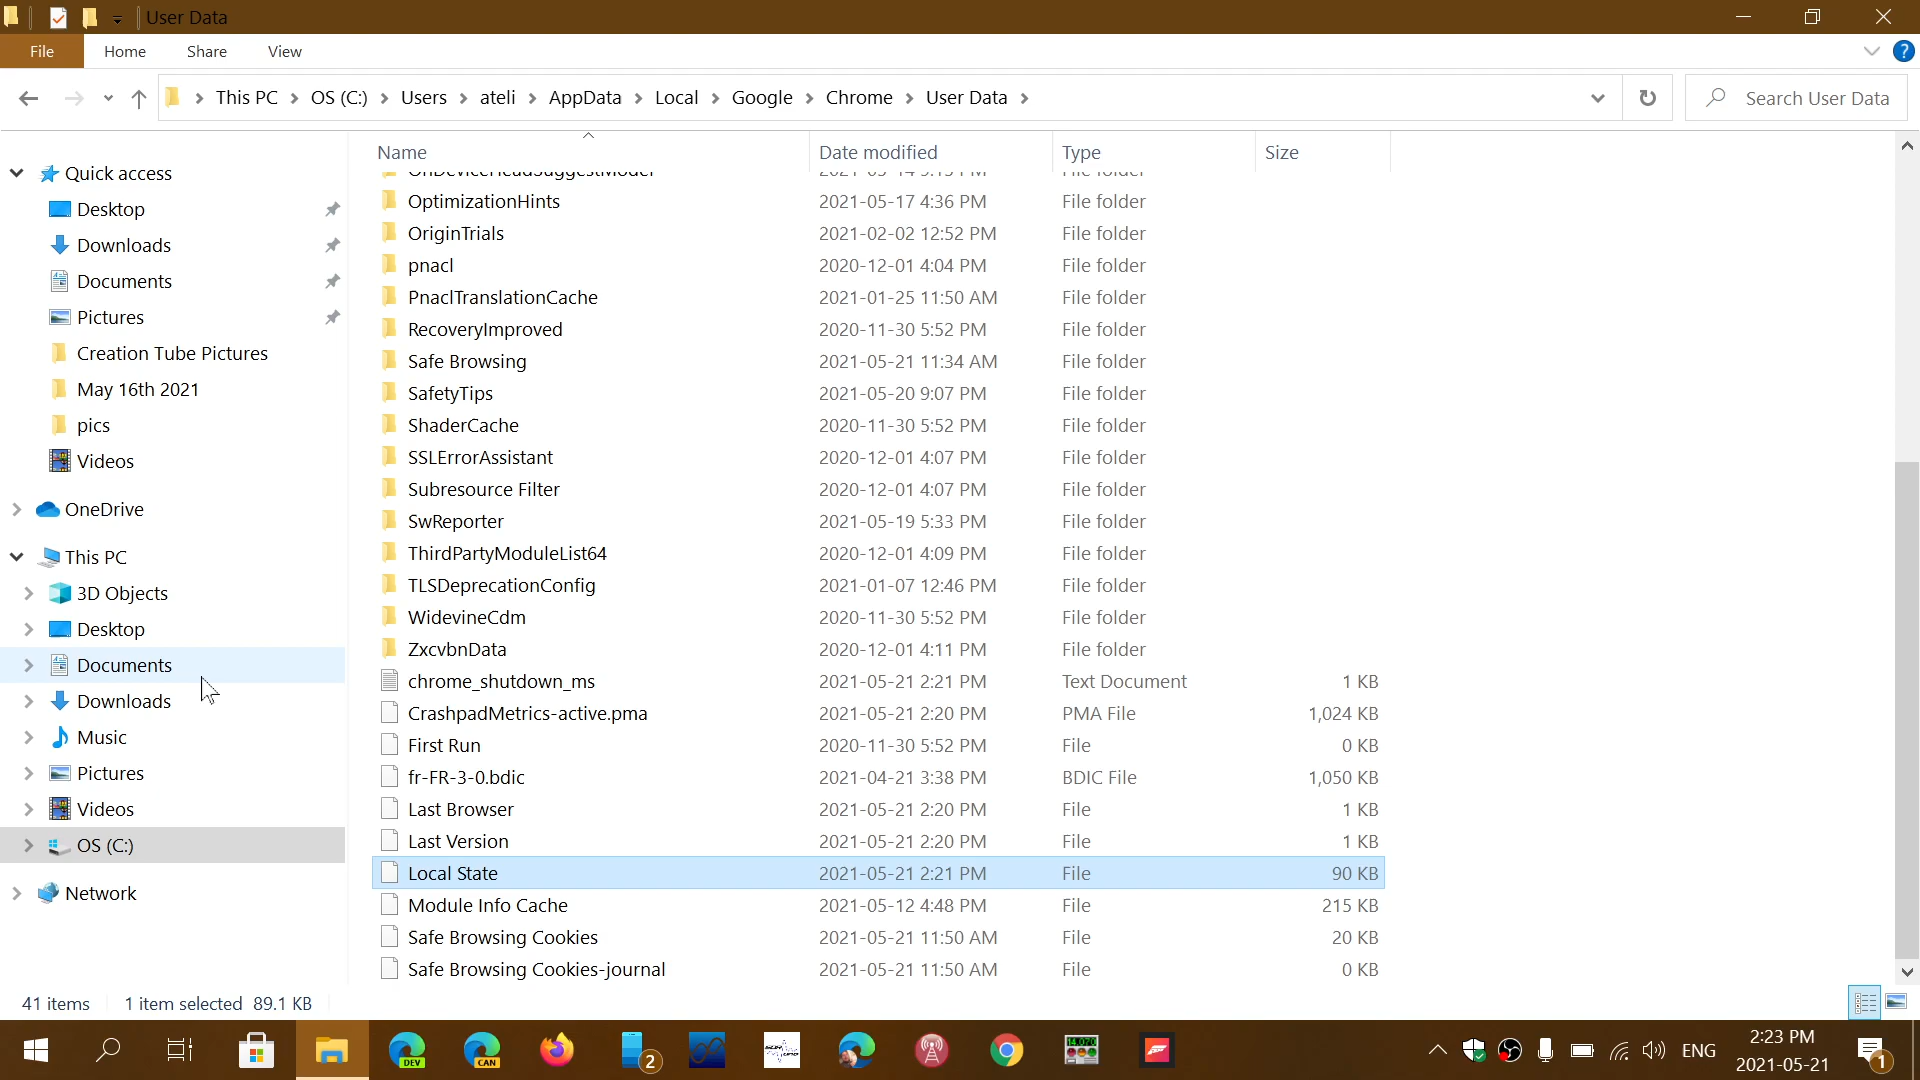 User Data
File Home Share View
This PC OS (C:) Users ateli AppData Local Google Chrome User Data
Search User Data
Name Date modified Type Size
Quick access
Desktop
Downloads
Documents
Pictures
Creation Tube Pictures
May 16th 2021
pics
Videos
OneDrive
This PC
3D Objects
Desktop
Documents
Downloads
Music
Pictures
Videos
OS (C:)
Network
OptimizationHints 2021-05-17 4:36 PM File folder
OriginTrials 2021-02-02 12:52 PM File folder
pnacl 2020-12-01 4:04 PM File folder
PnaclTranslationCache 2021-01-25 11:50 AM File folder
RecoveryImproved 2020-11-30 5:52 PM File folder
Safe Browsing 2021-05-21 11:34 AM File folder
SafetyTips 2021-05-20 9:07 PM File folder
ShaderCache 2020-11-30 5:52 PM File folder
SSLErrorAssistant 2020-12-01 4:07 PM File folder
Subresource Filter 2020-12-01 4:07 PM File folder
SwReporter 2021-05-19 5:33 PM File folder
ThirdPartyModuleList64 2020-12-01 4:09 PM File folder
TLSDeprecationConfig 2021-01-07 12:46 PM File folder
WidevineCdm 2020-11-30 5:52 PM File folder
ZxcvbnData 2020-12-01 4:11 PM File folder
chrome_shutdown_ms 2021-05-21 2:21 PM Text Document 1 KB
CrashpadMetrics-active.pma 2021-05-21 2:20 PM PMA File 1,024 KB
First Run 2020-11-30 5:52 PM File 0 KB
fr-FR-3-0.bdic 2021-04-21 3:38 PM BDIC File 1,050 KB
Last Browser 2021-05-21 2:20 PM File 1 KB
Last Version 2021-05-21 2:20 PM File 1 KB
Local State 2021-05-21 2:21 PM File 90 KB
Module Info Cache 2021-05-12 4:48 PM File 215 KB
Safe Browsing Cookies 2021-05-21 11:50 AM File 20 KB
Safe Browsing Cookies-journal 2021-05-21 11:50 AM File 0 KB
41 items 1 item selected 89.1 KB
DEV CAN 2 ENG 2:23 PM
2021-05-21 1